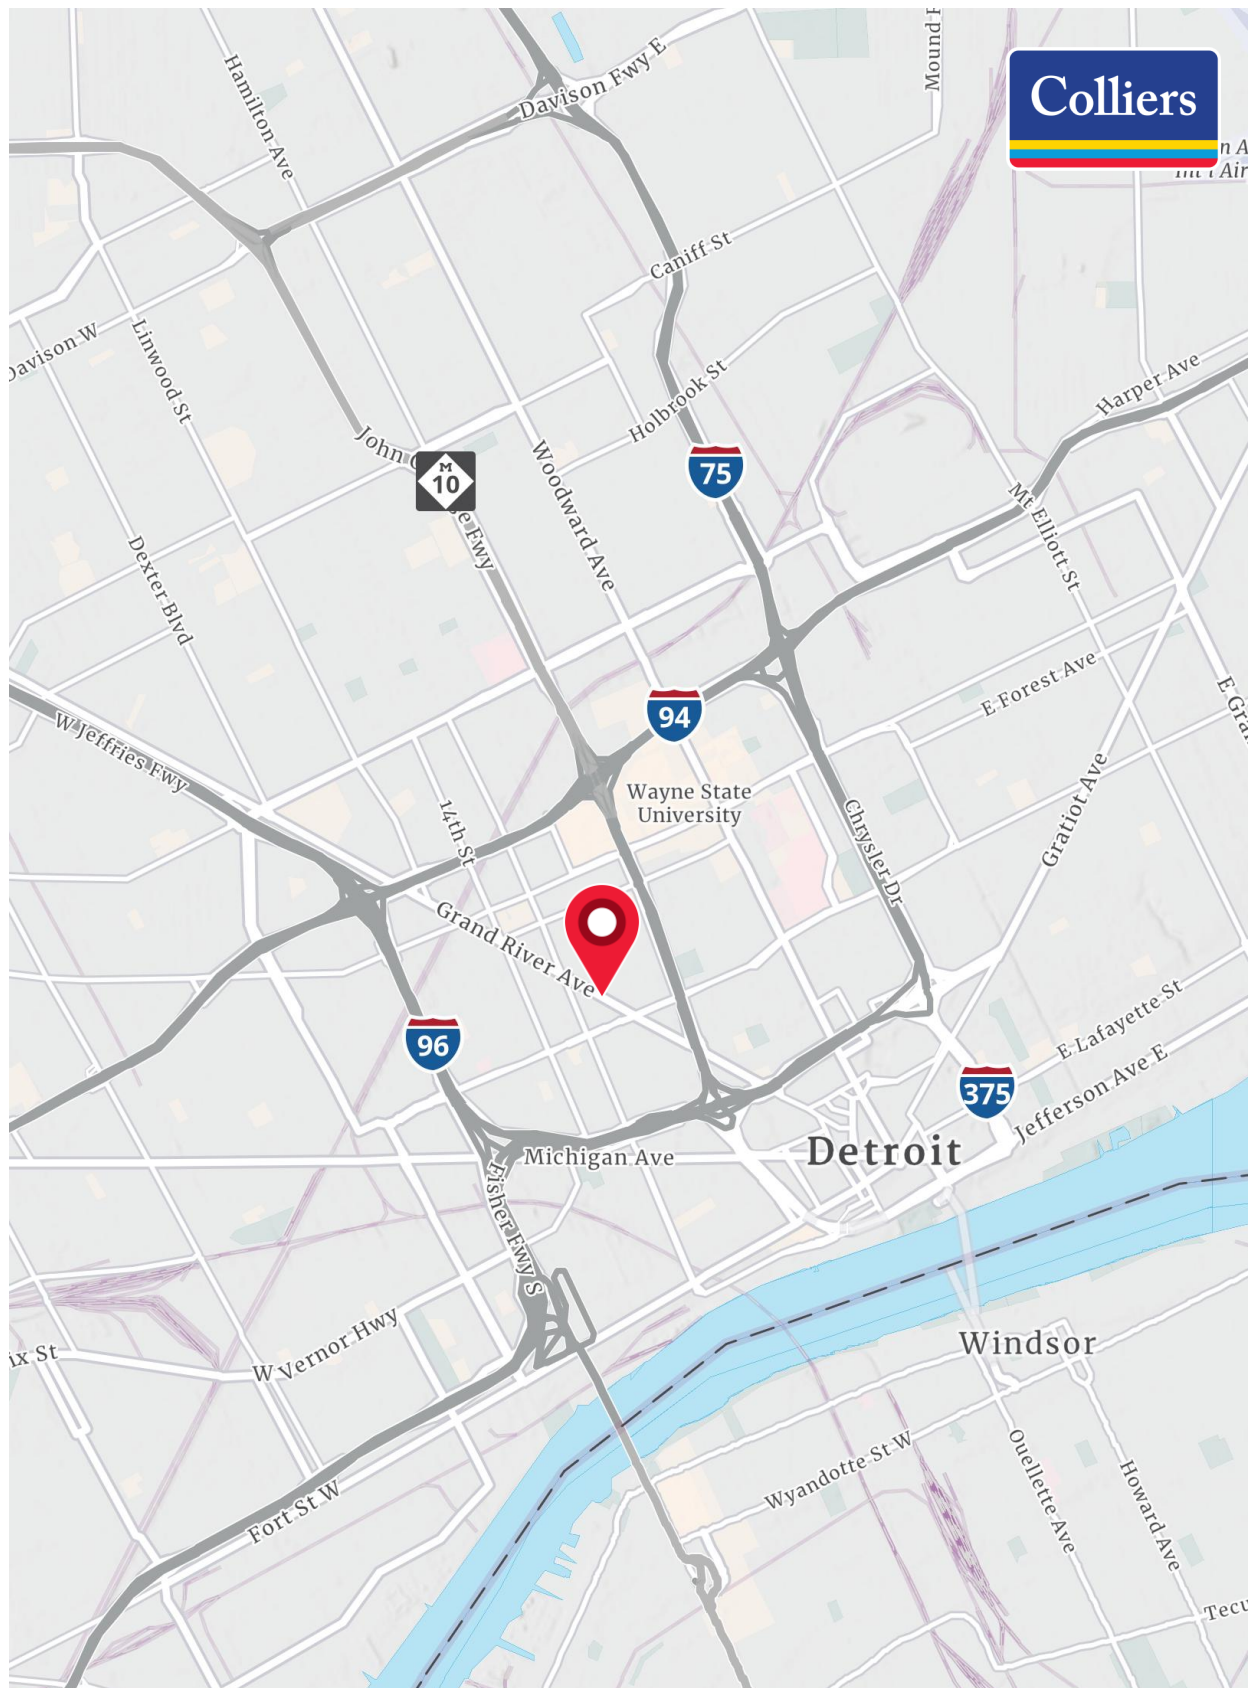 Hamilton Ave
Davison Fwy E
Colliers
Int'l Air
Caniff St
Davison W
Linwood St
Harper Ave
Holbrook St
John
M
10
Fwy
Woodward Ave
75
Mt Elliott St
Dexter Blvd
E Forest Ave
94
W Jeffries Fwy
Wayne State
University
14th St
Chrysler Dr
Gratiot Ave
Grand River Ave
96
E Lafayette St
375
Jefferson Ave E
Detroit
Michigan Ave
Fisher Fwy S
W Vernor Hwy
Windsor
Wyandotte St W
Ouellette Ave
Howard Ave
Fort St W